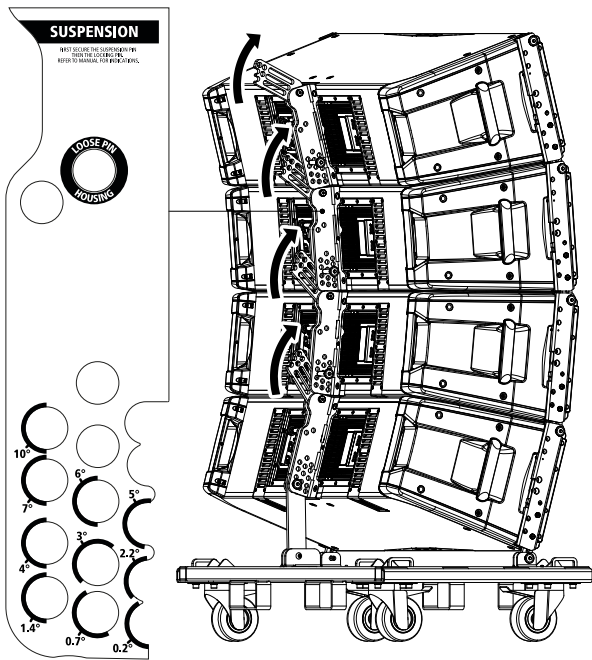 SUSPENSION
FIRST SECURE THE SUSPENSION PIN
THEN THE LOCKING PIN.
REFER TO MANUAL FOR INDICATIONS.
LOOSE PIN
HOUSING
10°
6°
7°
5°
3°
2.2°
4°
1.4°
0.7°
0.2°